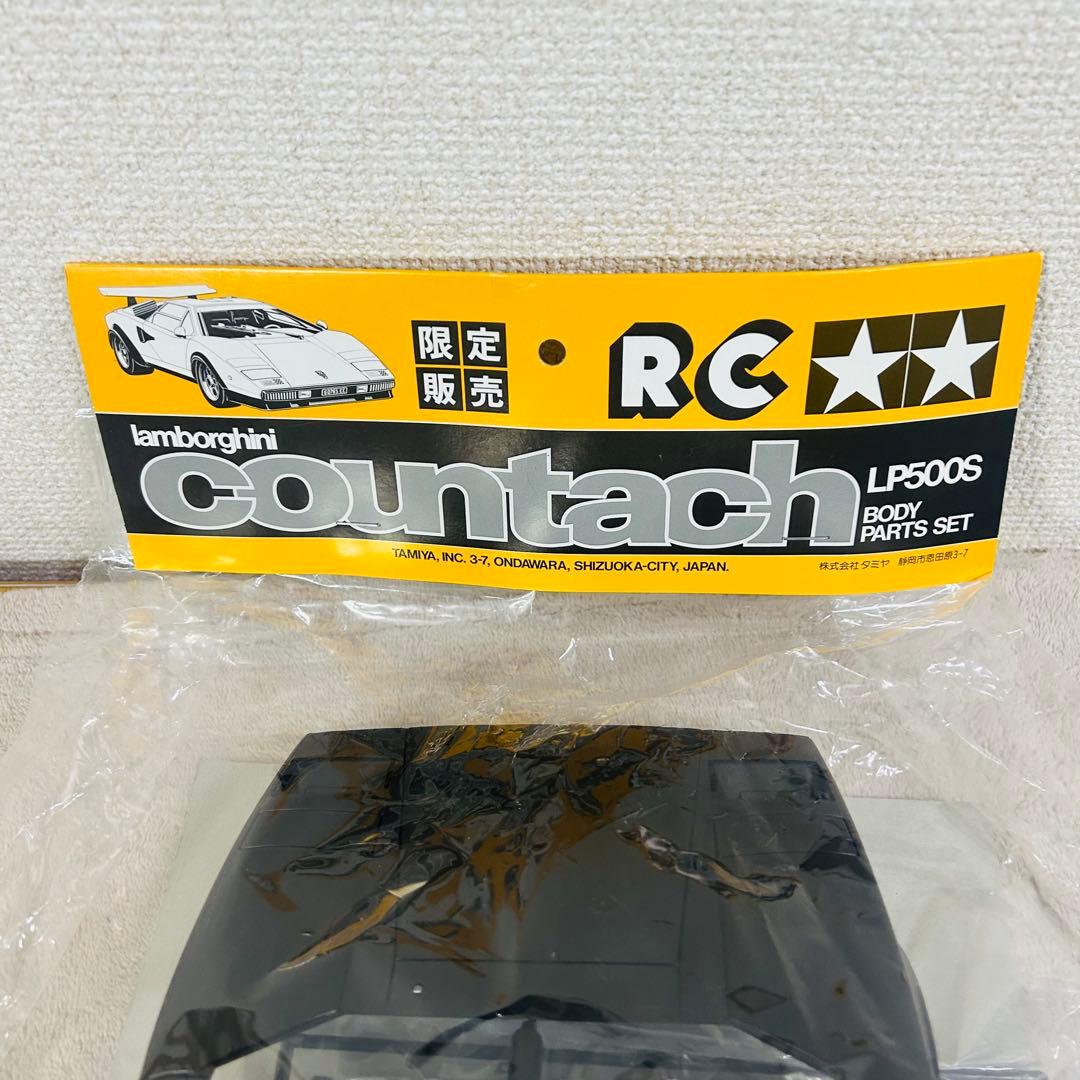 限定
販売
RC
lamborghini
countach
LP500S
BODY
PARTS SET
TAMIYA, INC. 3-7, ONDAWARA, SHIZUOKA-CITY, JAPAN.
株式会社タミヤ 静岡市恩田原3-7